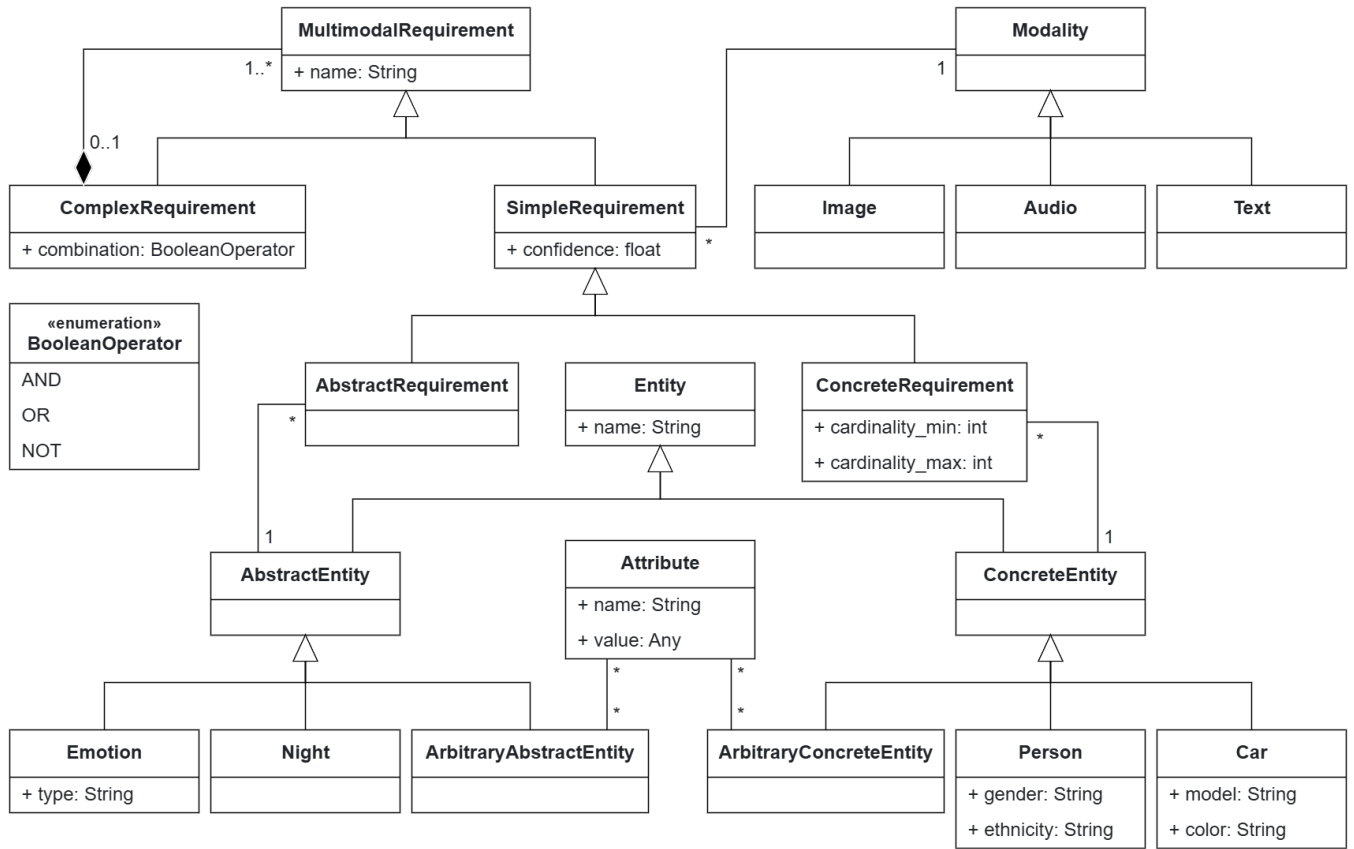 MultimodalRequirement
+ name: String
Modality
1..*
1
0..1
ComplexRequirement
+ combination: BooleanOperator
SimpleRequirement
+ confidence: float
*
Image
Audio
Text
«enumeration»
BooleanOperator
AND
OR
NOT
AbstractRequirement
*
Entity
+ name: String
ConcreteRequirement
+ cardinality_min: int
+ cardinality_max: int
*
1
1
AbstractEntity
Attribute
+ name: String
+ value: Any
ConcreteEntity
*
*
*
*
Emotion
+ type: String
Night
ArbitraryAbstractEntity
ArbitraryConcreteEntity
Person
+ gender: String
+ ethnicity: String
Car
+ model: String
+ color: String